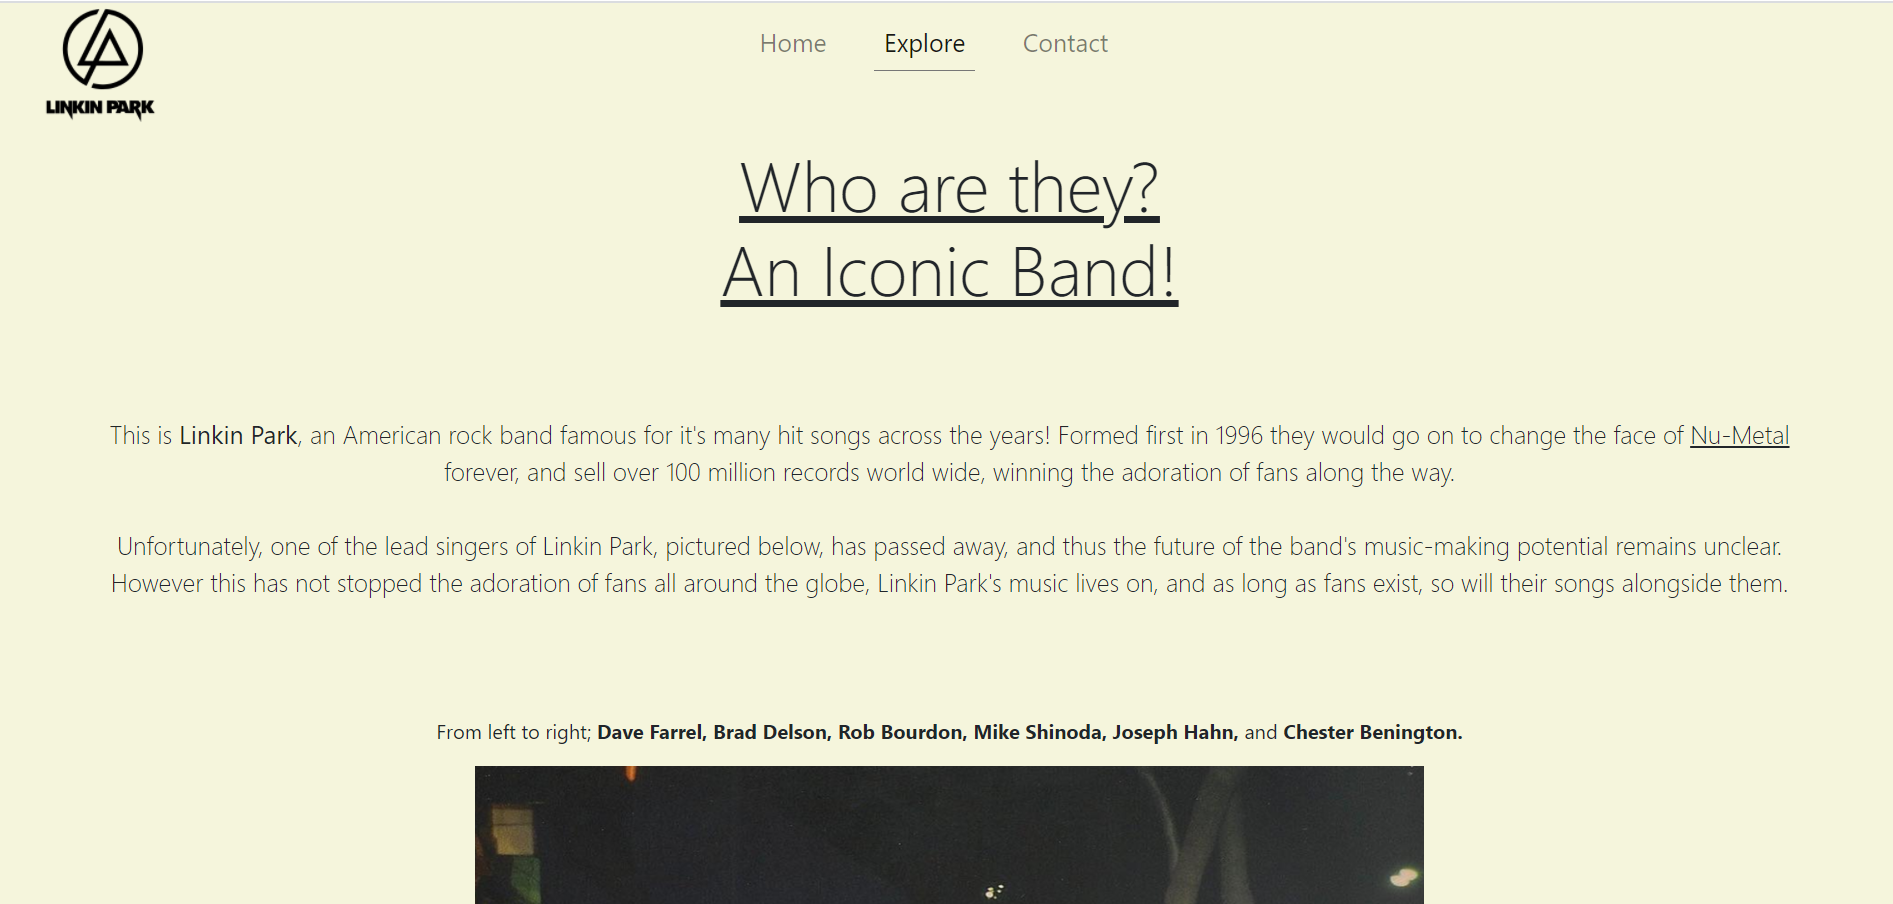 LINKIN PARK
Home Explore Contact
Who are they?
An Iconic Band!
This is Linkin Park, an American rock band famous for it's many hit songs across the years! Formed first in 1996 they would go on to change the face of Nu-Metal
forever, and sell over 100 million records world wide, winning the adoration of fans along the way.
Unfortunately, one of the lead singers of Linkin Park, pictured below, has passed away, and thus the future of the band's music-making potential remains unclear.
However this has not stopped the adoration of fans all around the globe, Linkin Park's music lives on, and as long as fans exist, so will their songs alongside them.
From left to right; Dave Farrel, Brad Delson, Rob Bourdon, Mike Shinoda, Joseph Hahn, and Chester Benington.